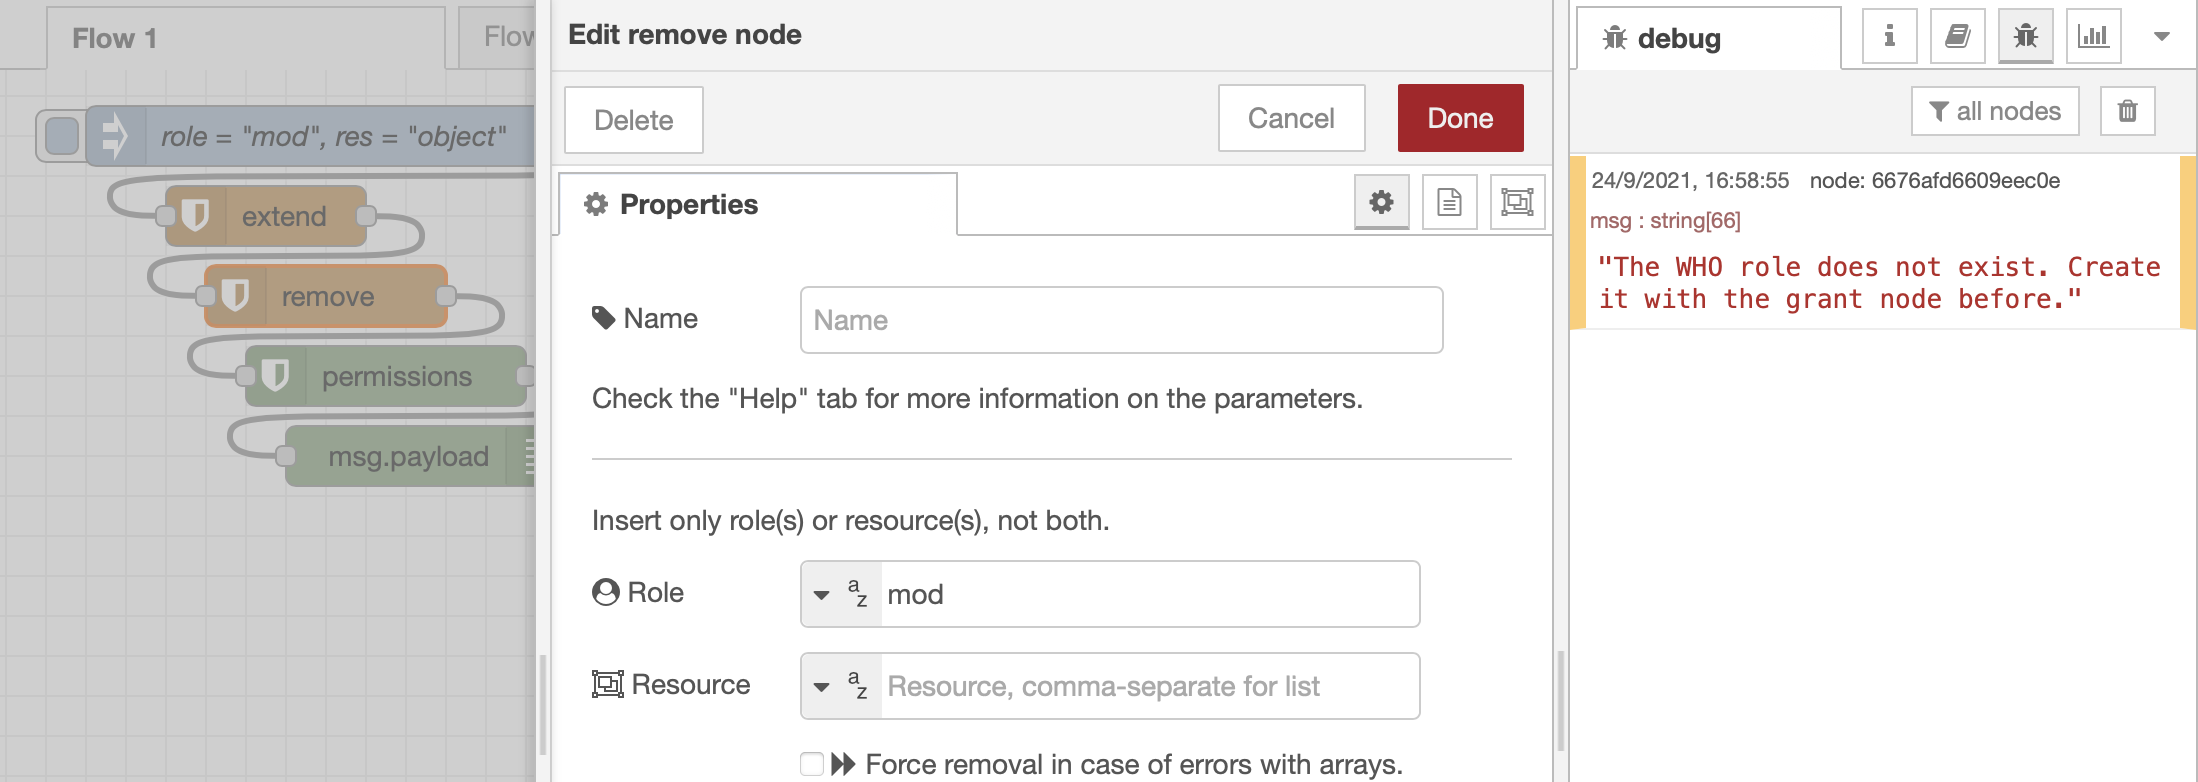 Flow 1
Flow
role = "mod", res = "object"
extend
remove
permissions
msg.payload
Edit remove node
Delete
Cancel
Done
Properties
Name
Name
Check the "Help" tab for more information on the parameters.
Insert only role(s) or resource(s), not both.
Role
a
z
mod
Resource
a
z
Resource, comma-separate for list
Force removal in case of errors with arrays.
debug
i
all nodes
24/9/2021, 16:58:55 node: 6676afd6609eec0e
msg : string[66]
"The WHO role does not exist. Create
it with the grant node before."